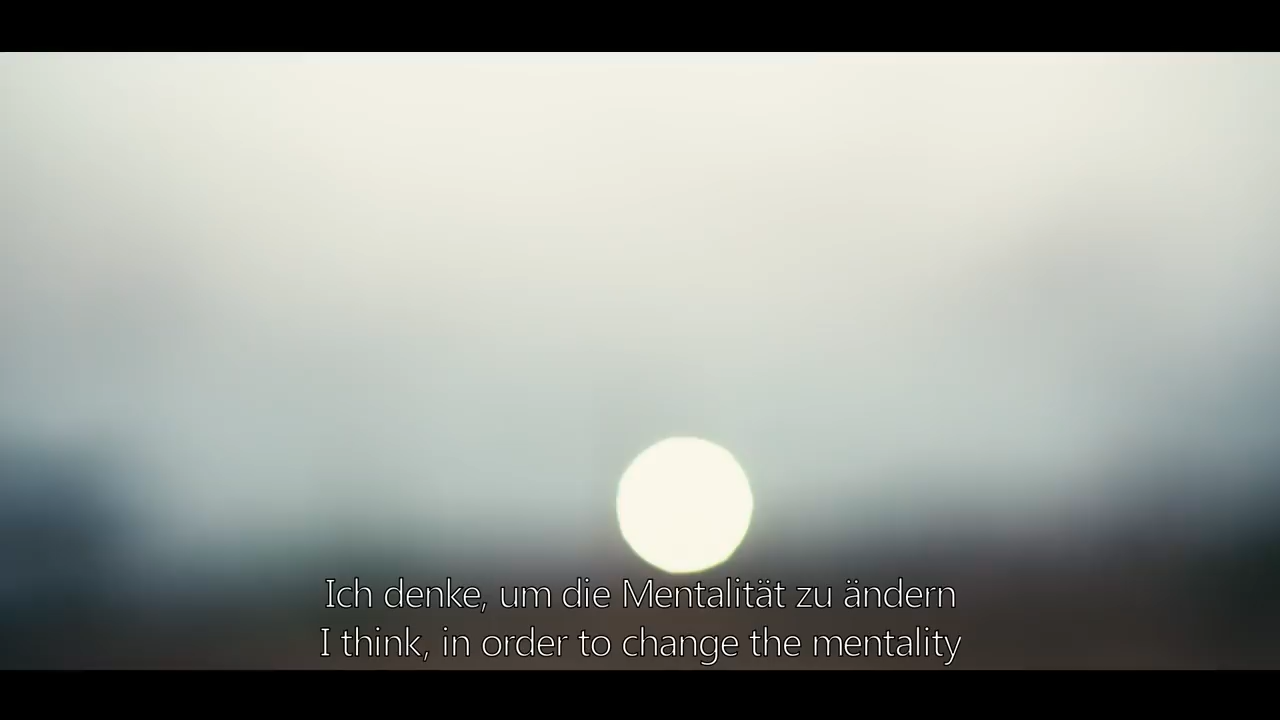 Ich denke, um die Mentalität zu ändern
I think, in order to change the mentality